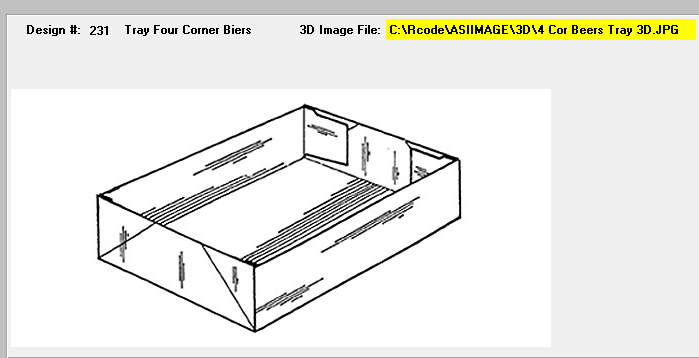 Design #: 231 Tray Four Corner Biers 3D Image File: C:\Rcode\ASIIMAGE\3D\4 Cor Beers Tray 3D.JPG